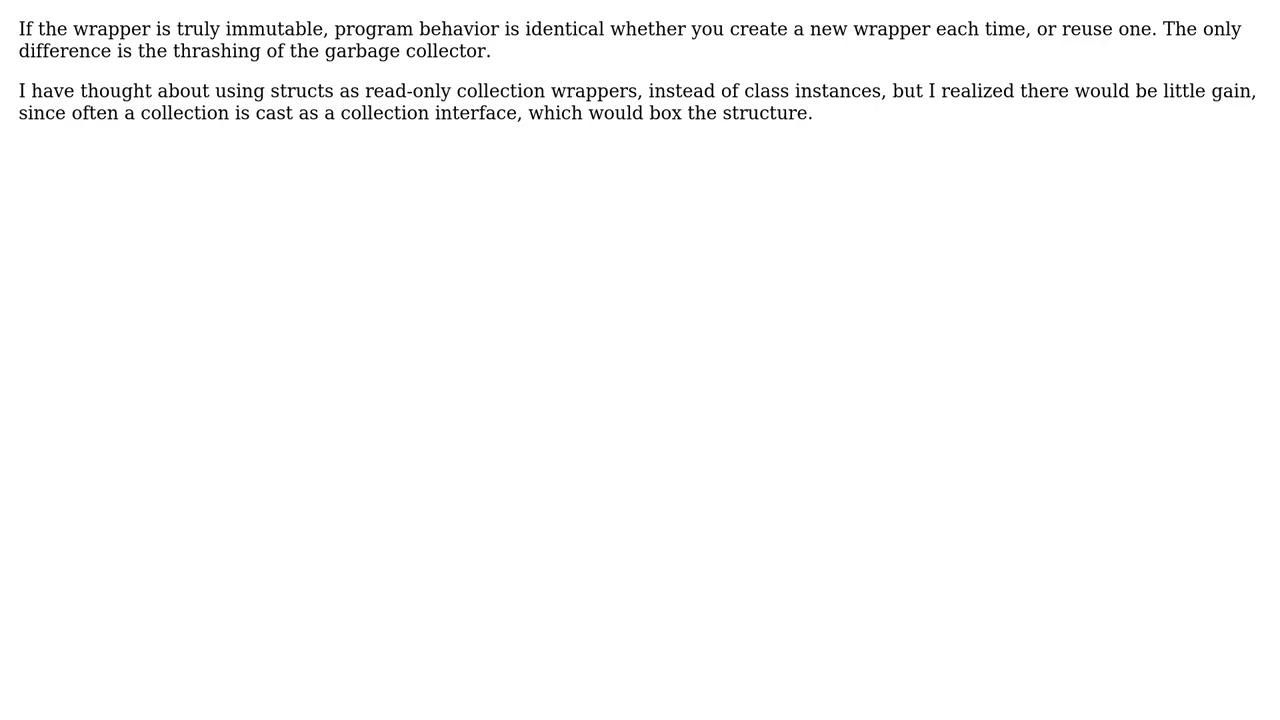 If the wrapper is truly immutable, program behavior is identical whether you create a new wrapper each time, or reuse one. The only
difference is the thrashing of the garbage collector.
I have thought about using structs as read-only collection wrappers, instead of class instances, but I realized there would be little gain,
since often a collection is cast as a collection interface, which would box the structure.